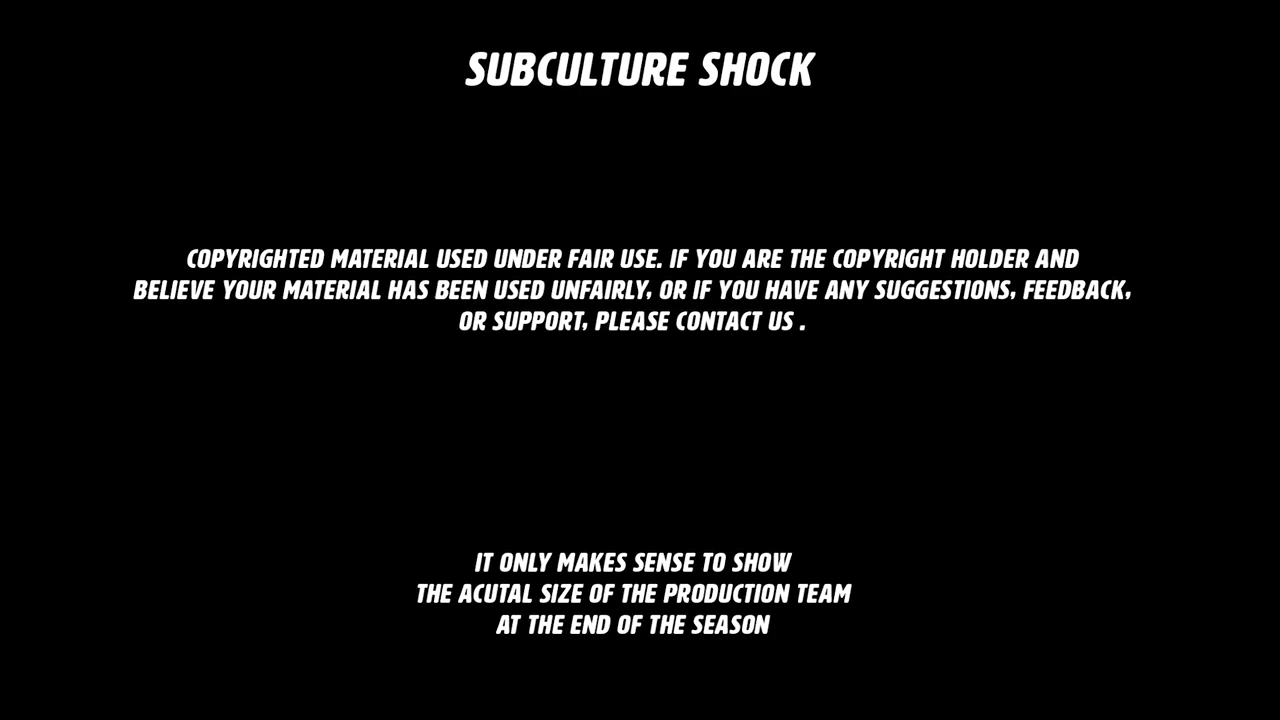 SUBCULTURE SHOCK
COPYRIGHTED MATERIAL USED UNDER FAIR USE. IF YOU ARE THE COPYRIGHT HOLDER AND
BELIEVE YOUR MATERIAL HAS BEEN USED UNFAIRLY, OR IF YOU HAVE ANY SUGGESTIONS, FEEDBACK,
OR SUPPORT, PLEASE CONTACT US .
IT ONLY MAKES SENSE TO SHOW
THE ACUTAL SIZE OF THE PRODUCTION TEAM
AT THE END OF THE SEASON